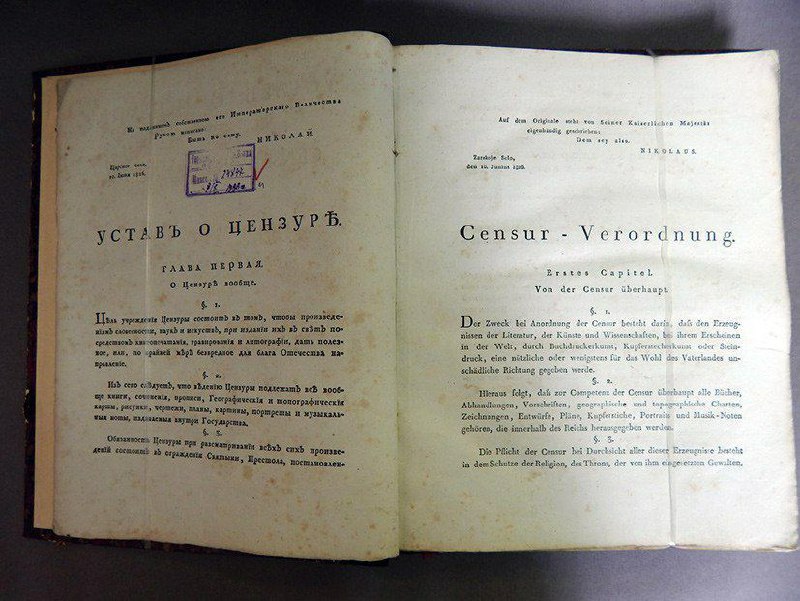 На подлинномъ собственною его Императорскаго Величества
Рукою написано:
Быть по сему.
НИКОЛАЙ
Царское село,
10. Іюня 1826.
УСТАВЪ О ЦЕНЗУРѢ.
ГЛАВА ПЕРВАЯ.
О Цензурѣ вообще.
§. 1.
Цѣль учрежденія Цензуры состоитъ въ томъ, чтобы произведе-
ніямъ словесности, наукъ и искуствъ, при изданіи ихъ въ свѣтъ по-
средствомъ книгопечатанія, гравированія и литографіи, дать полез-
ное, или, по крайней мѣрѣ безвредное для блага Отечества на-
правленіе.
§. 2.
Изъ сего слѣдуетъ, что вѣденію Цензуры подлежатъ всѣ вооб-
ще книги, сочиненія, прописи, Географическія и топографическія
карты, рисунки, чертежи, планы, картины, портреты и музыкаль-
ныя ноты, издаваемыя внутри Государства.
§. 3.
Обязанность Цензуры при разсматриваніи всѣхъ сихъ произве-
деній состоитъ въ огражденіи Святыни, Престола, постановлен-
Auf dem Originale steht von Seiner Kaiserlichen Majestät
eigenhändig geschrieben:
Dem sey also.
NIKOLAUS.
Zarskoje Selo,
den 10. Junius 1826.
Censur - Verordnung.
Erstes Capitel.
Von der Censur überhaupt.
§. 1.
Der Zweck bei Anordnung der Censur besteht darin, daß den Erzeug-
nissen der Literatur, der Künste und Wissenschaften, bei ihrem Erscheinen
in der Welt, durch Buchdruckerkunst, Kupferstecherkunst oder Stein-
druck, eine nützliche oder wenigstens für das Wohl des Vaterlandes un-
schädliche Richtung gegeben werde.
§. 2.
Hieraus folgt, daß zur Competenz der Censur überhaupt alle Bücher,
Abhandlungen, Vorschriften, geographische und topographische Charten,
Zeichnungen, Entwürfe, Pläne, Kupferstiche, Portraits und Musik-Noten
gehören, die innerhalb des Reichs herausgegeben werden.
§. 3.
Die Pflicht der Censur bei Durchsicht aller dieser Erzeugnisse besteht
in dem Schutze der Religion, des Throns, der von ihm eingesetzten Gewalten,